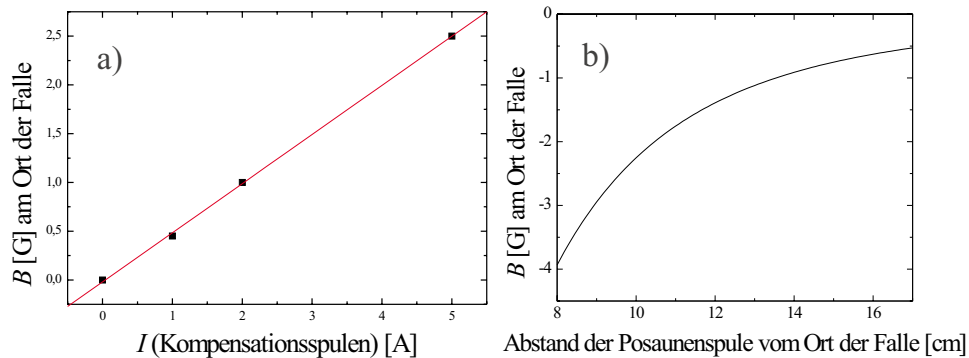 a)
B [G] am Ort der Falle
2,5
2,0
1,5
1,0
0,5
0,0
0 1 2 3 4 5
I (Kompensationsspulen) [A]
b)
B [G] am Ort der Falle
0
-1
-2
-3
-4
8 10 12 14 16
Abstand der Posaunenspule vom Ort der Falle [cm]